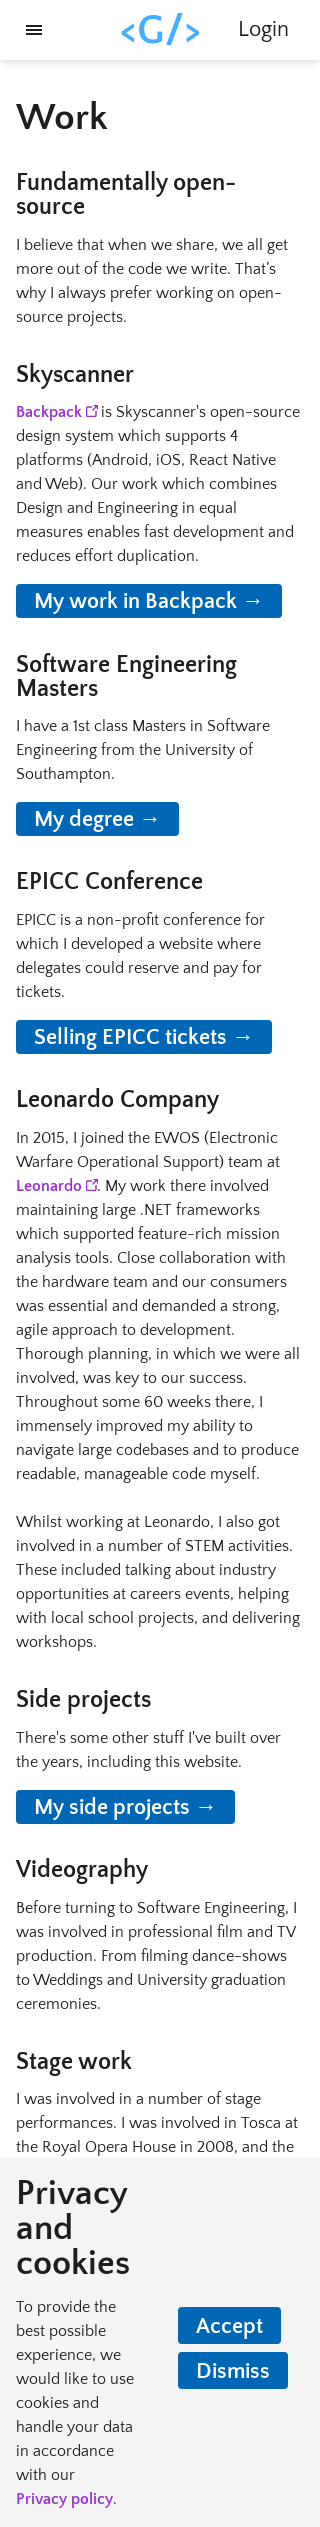 <G/>
Login
Work
Fundamentally open-
source
I believe that when we share, we all get
more out of the code we write. That's
why I always prefer working on open-
source projects.
Skyscanner
Backpack is Skyscanner's open-source
design system which supports 4
platforms (Android, iOS, React Native
and Web). Our work which combines
Design and Engineering in equal
measures enables fast development and
reduces effort duplication.
My work in Backpack →
Software Engineering
Masters
I have a 1st class Masters in Software
Engineering from the University of
Southampton.
My degree →
EPICC Conference
EPICC is a non-profit conference for
which I developed a website where
delegates could reserve and pay for
tickets.
Selling EPICC tickets →
Leonardo Company
In 2015, I joined the EWOS (Electronic
Warfare Operational Support) team at
Leonardo. My work there involved
maintaining large .NET frameworks
which supported feature-rich mission
analysis tools. Close collaboration with
the hardware team and our consumers
was essential and demanded a strong,
agile approach to development.
Thorough planning, in which we were all
involved, was key to our success.
Throughout some 60 weeks there, I
immensely improved my ability to
navigate large codebases and to produce
readable, manageable code myself.
Whilst working at Leonardo, I also got
involved in a number of STEM activities.
These included talking about industry
opportunities at careers events, helping
with local school projects, and delivering
workshops.
Side projects
There's some other stuff I've built over
the years, including this website.
My side projects →
Videography
Before turning to Software Engineering, I
was involved in professional film and TV
production. From filming dance-shows
to Weddings and University graduation
ceremonies.
Stage work
I was involved in a number of stage
performances. I was involved in Tosca at
the Royal Opera House in 2008, and the
Privacy
and
cookies
To provide the
best possible
experience, we
would like to use
cookies and
handle your data
in accordance
with our
Privacy policy.
Accept
Dismiss